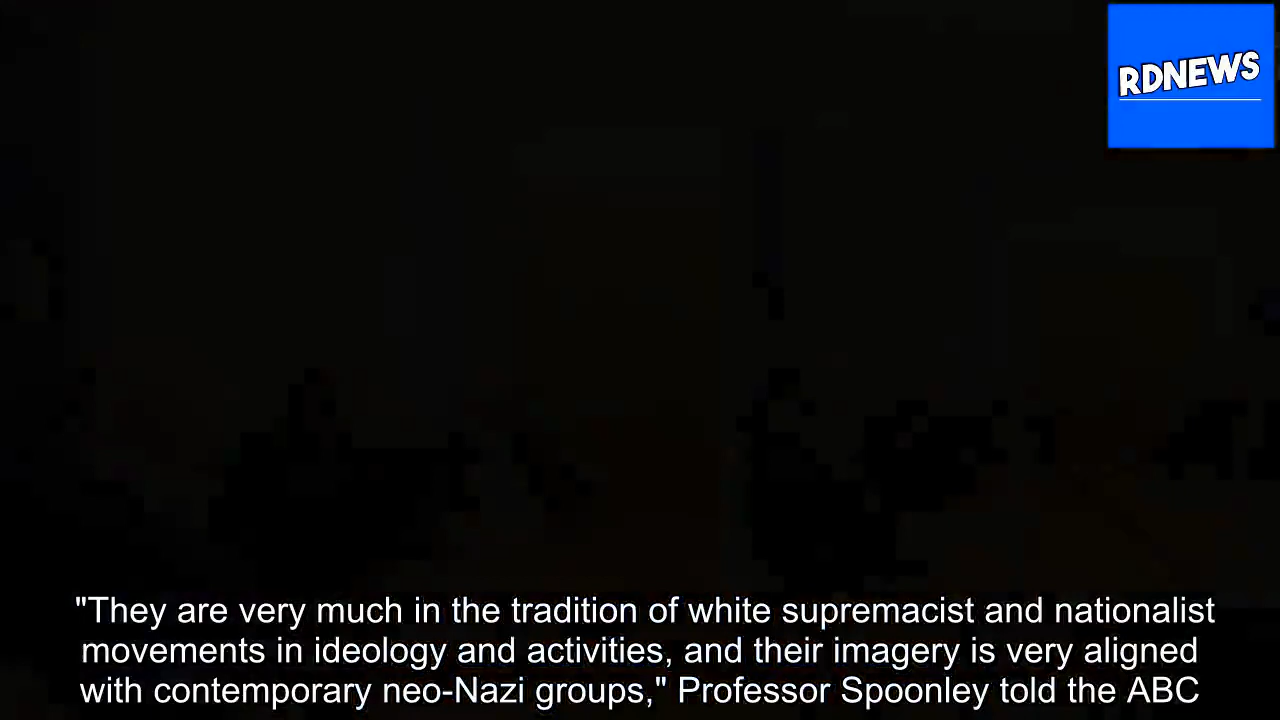 RDNEWS
"They are very much in the tradition of white supremacist and nationalist
movements in ideology and activities, and their imagery is very aligned
with contemporary neo-Nazi groups," Professor Spoonley told the ABC